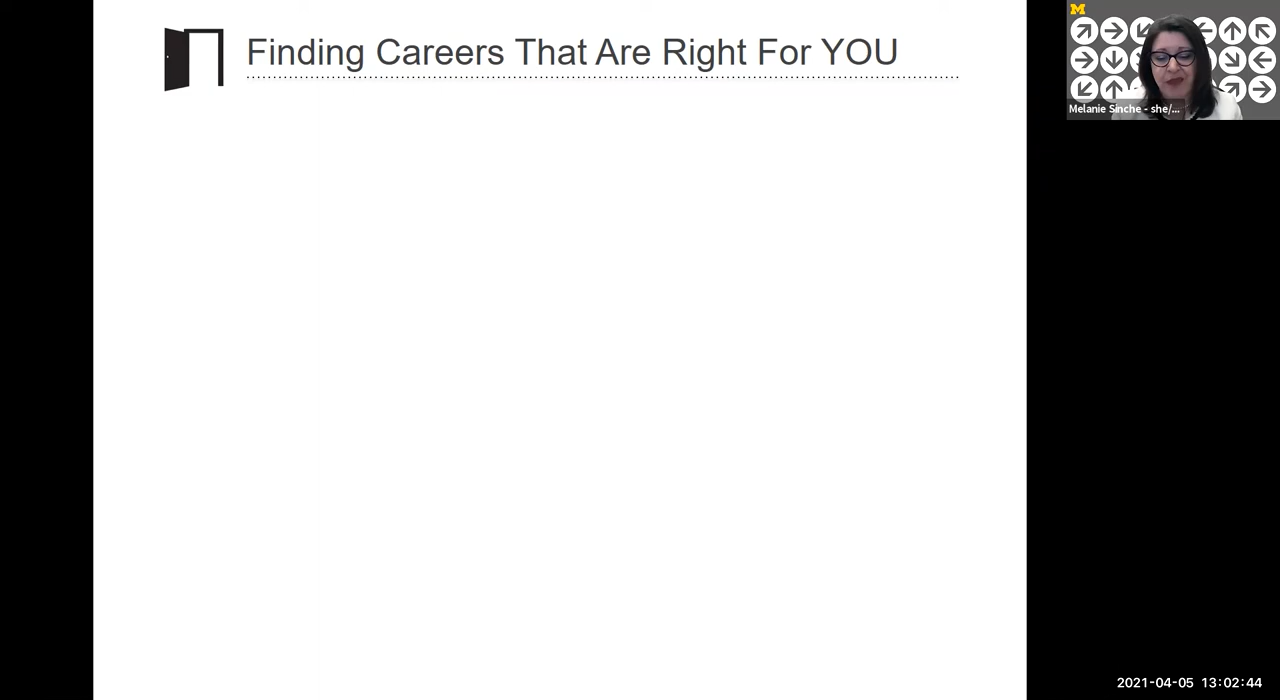 Finding Careers That Are Right For YOU
M
Melanie Sinche - she/...
2021-04-05 13:02:44